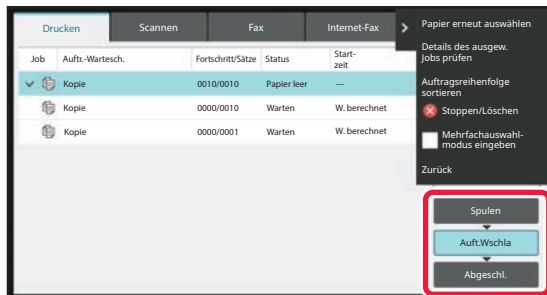 Drucken
Scannen
Fax
Internet-Fax
Job
Auftr.-Wartesch.
Fortschritt/Sätze
Status
Start-
zeit
Kopie
0010/0010
Papier leer
---
Kopie
0000/0010
Warten
W. berechnet
Kopie
0000/0001
Warten
W. berechnet
Papier erneut auswählen
Details des ausgew.
Jobs prüfen
Auftragsreihenfolge
sortieren
Stoppen/Löschen
Mehrfachauswahl-
modus eingeben
Zurück
Spulen
Auft.Wschla
Abgeschl.